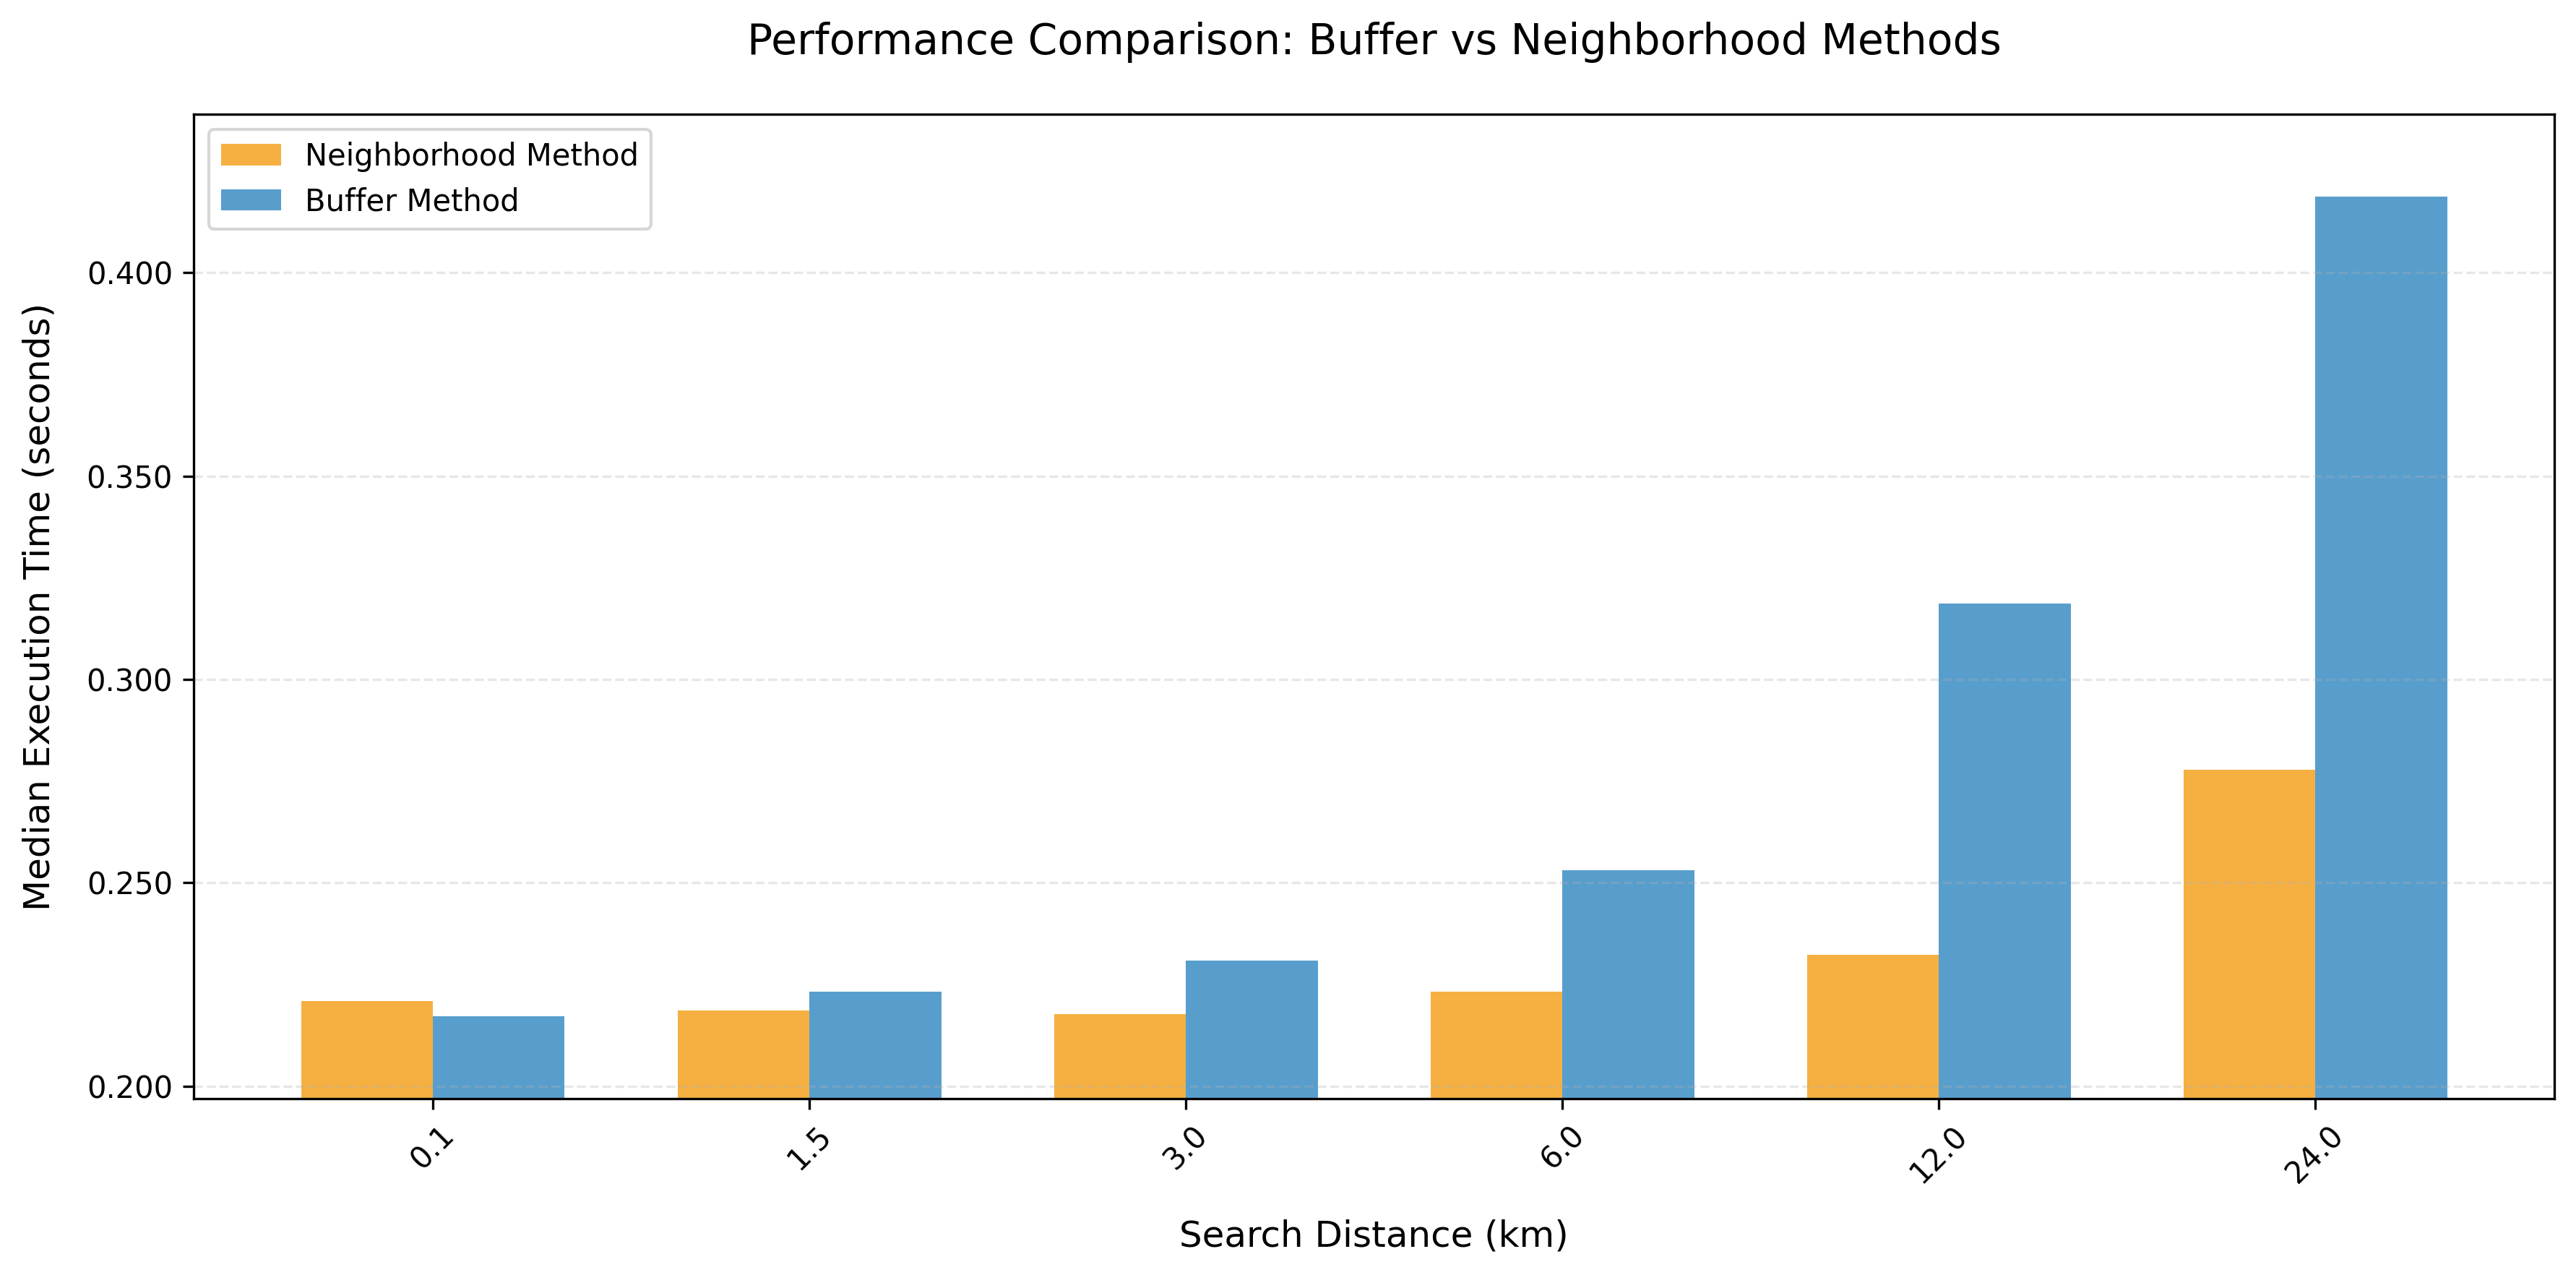 Performance Comparison: Buffer vs Neighborhood Methods
Neighborhood Method
Buffer Method
Median Execution Time (seconds)
0.400
0.350
0.300
0.250
0.200
0.1
1.5
3.0
6.0
12.0
24.0
Search Distance (km)